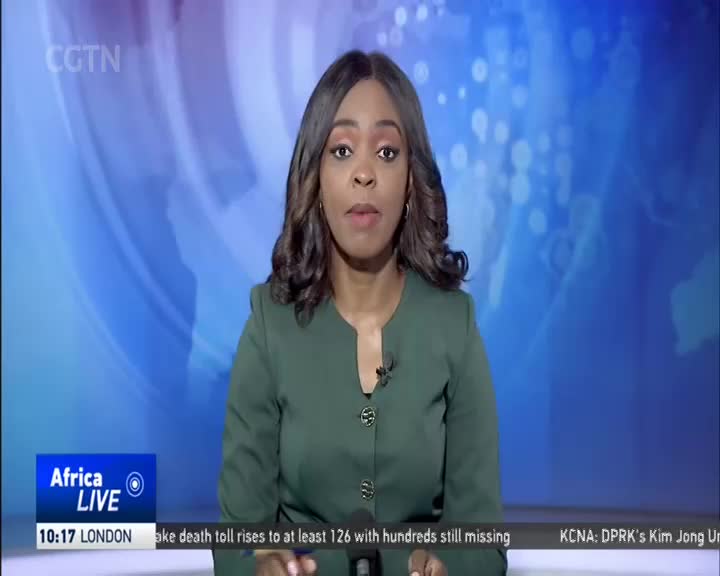 CGTN
Africa
LIVE
10:17 LONDON
ake death toll rises to at least 126 with hundreds still missing
KCNA: DPRK's Kim Jong Un